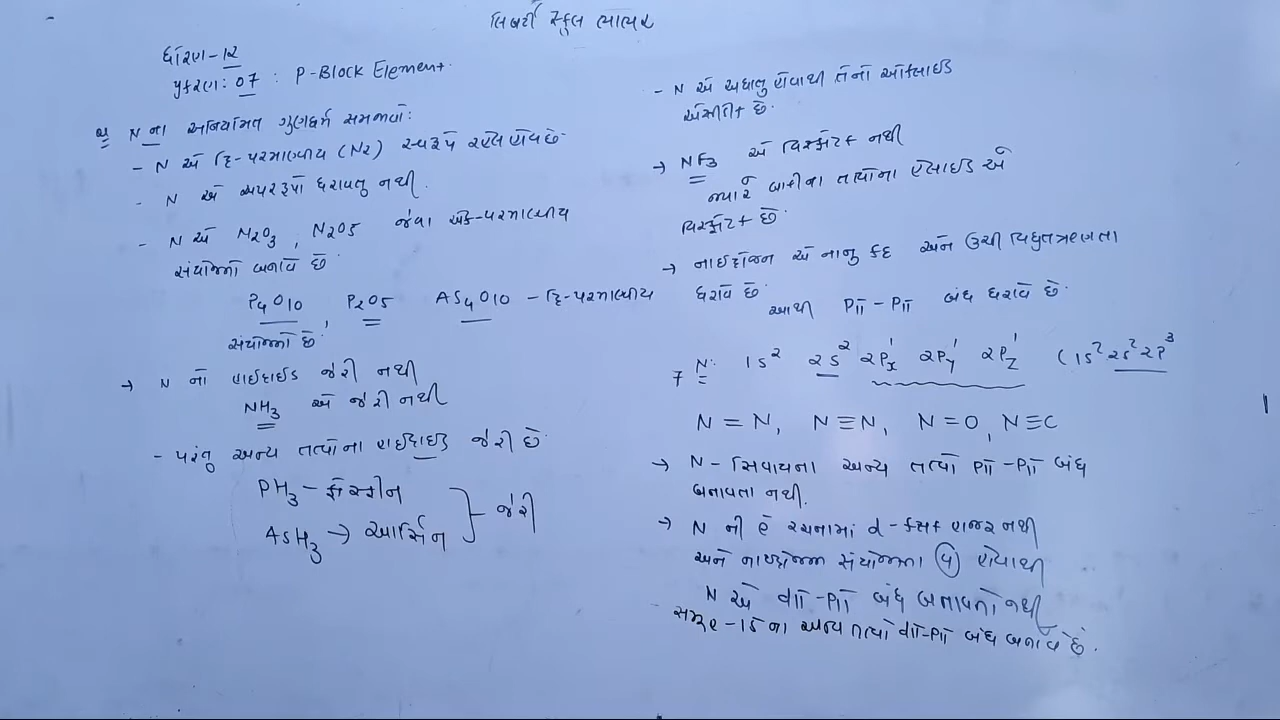 લિબર્ટી સ્કુલ ભાભર
ધોરણ-12
પ્રકરણ: 07 : P-Block Element.
પ્ર N ના અનિયમિત ગુણધર્મ સમજાવો:
- N એ દ્વિ-પરમાણ્વીય (N2) સ્વરૂપે રહેલ હોય છે.
- N એ અપરરૂપો ધરાવતુ નથી.
- N એ N2O3, N2O5 જેવા એક-પરમાણ્વીય
સંયોજનો બનાવે છે.
P4O10, P2O5 AS4O10 - દ્વિ-પરમાણ્વીય
સંયોજનો છે.
→ N નો હાઈડ્રાઈડ ઝેરી નથી
NH3 એ ઝેરી નથી
- પરંતુ અન્ય તત્વોના હાઈડ્રાઈડ ઝેરી છે.
PH3 - ફોસ્ફીન
ASH3 → આર્સિન } - ઝેરી
- N એ અધાતુ હોવાથી તેનો ઓક્સાઈડ
એસીડીક છે.
→ NF3 એ વિસ્ફોટક નથી
જ્યારે બાકીના તત્વોના હેલાઈડ એ
વિસ્ફોટક છે.
→ નાઈટ્રોજન એ નાનુ કદ અને ઉંચી વિદ્યુતઋણતા
ધરાવે છે.
આથી Pπ-Pπ બંધ ધરાવે છે.
7N: 1s² 2s² 2Px¹ 2Py¹ 2Pz¹ (1s² 2s² 2P³
N=N, N≡N, N=O, N≡C
→ N-સિવાયના અન્ય તત્વો Pπ-Pπ બંધ
બનાવતા નથી.
→ N ની e રચનામાં d-કક્ષક હાજર નથી
અને નાઇટ્રોજન સંયોજકતા હોવાથી
N એ dπ-Pπ બંધ બનાવતો નથી
સમૂહ-15 ના અન્ય તત્વો dπ-Pπ બંધ બનાવે છે.